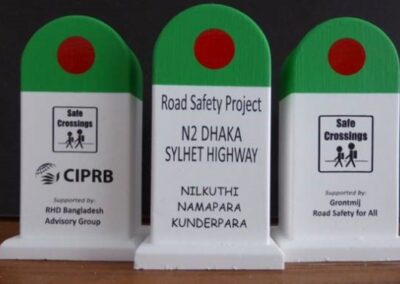 Safe
Crossings
CIPRB
Supported by:
RHD Bangladesh
Advisory Group
Road Safety Project
N2 DHAKA
SYLHET HIGHWAY
NILKUTHI
NAMAPARA
KUNDERPARA
Safe
Crossings
Supported by:
Grontmij
Road Safety for All